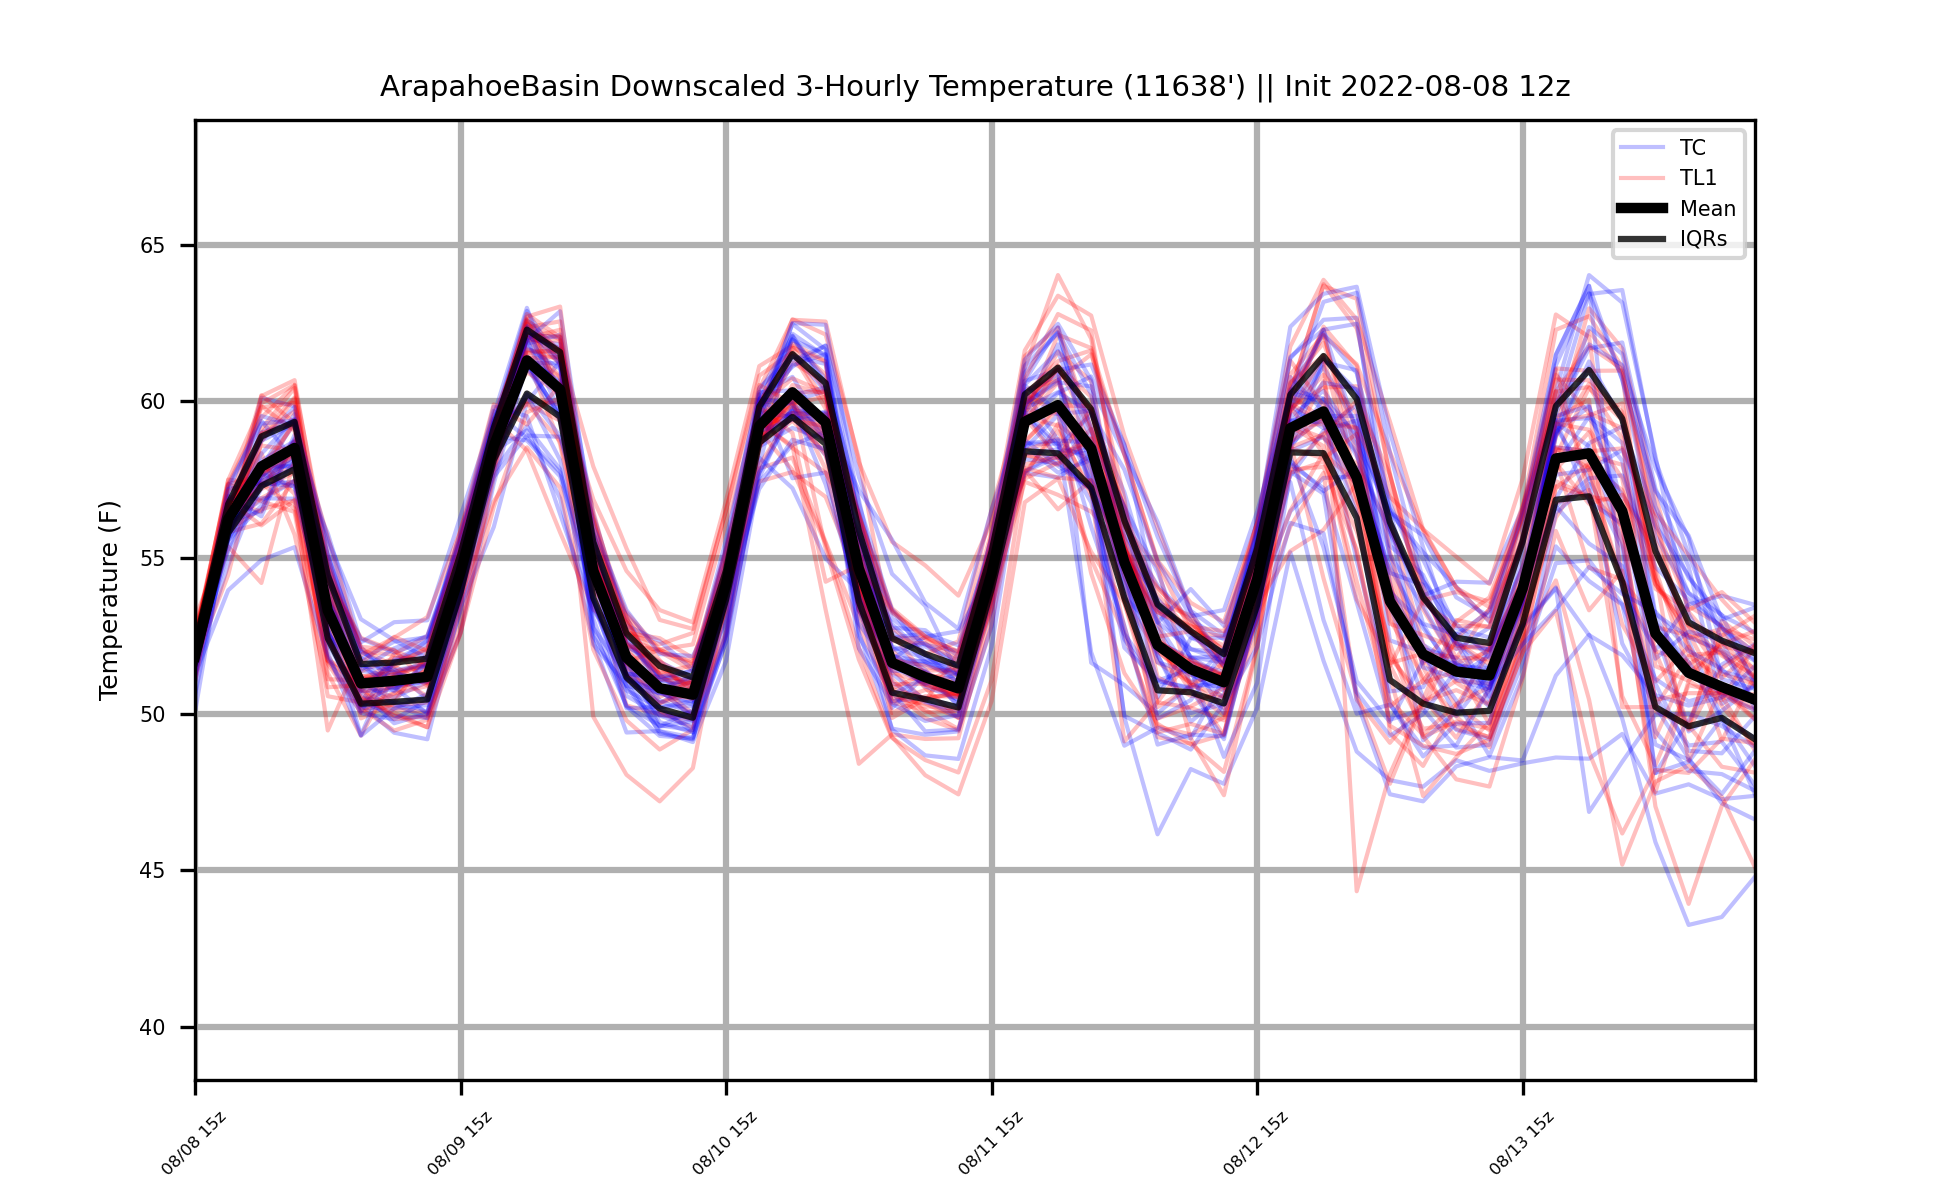 ArapahoeBasin Downscaled 3-Hourly Temperature (11638') || Init 2022-08-08 12z
TC
TL1
Mean
IQRs
65
60
55
50
45
40
Temperature (F)
08/08 15z
08/09 15z
08/10 15z
08/11 15z
08/12 15z
08/13 15z